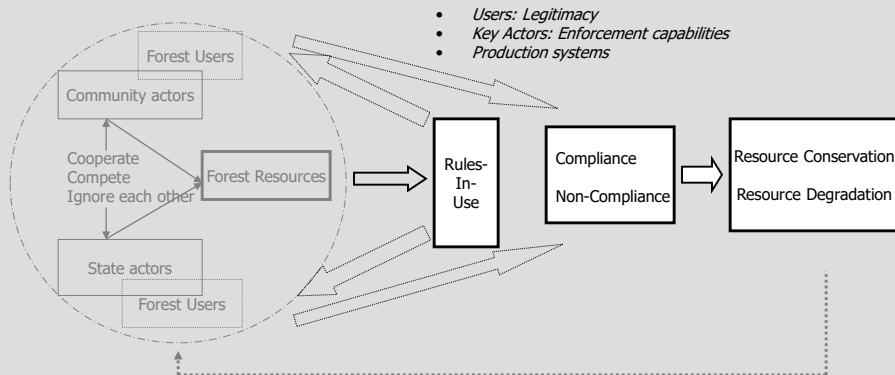 • Users: Legitimacy
• Key Actors: Enforcement capabilities
• Production systems
Forest Users
Community actors
Cooperate
Compete
Ignore each other
Forest Resources
State actors
Forest Users
Rules-
In-
Use
Compliance
Non-Compliance
Resource Conservation
Resource Degradation